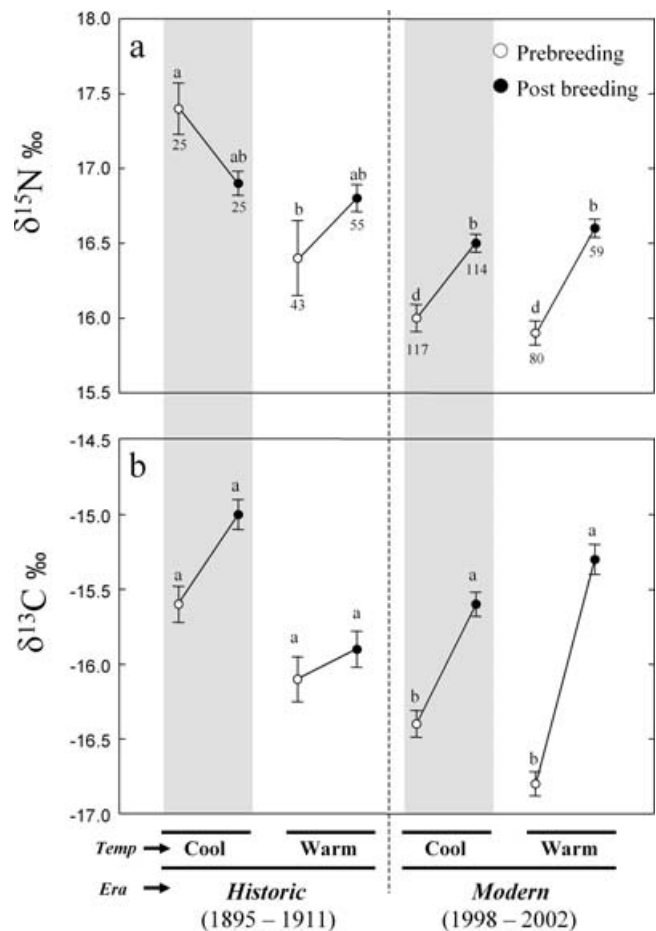 18.0
a
○ Prebreeding
● Post breeding
a
17.5
25
ab
ab
17.0
25
b
55
b
b
16.5
43
114
59
d
d
16.0
117
80
15.5
δ¹⁵N ‰
-14.5
b
a
-15.0
a
a
a
-15.5
a
a
-16.0
b
-16.5
b
-17.0
δ¹³C ‰
Temp Cool Warm Cool Warm
Era Historic Modern
(1895 – 1911) (1998 – 2002)